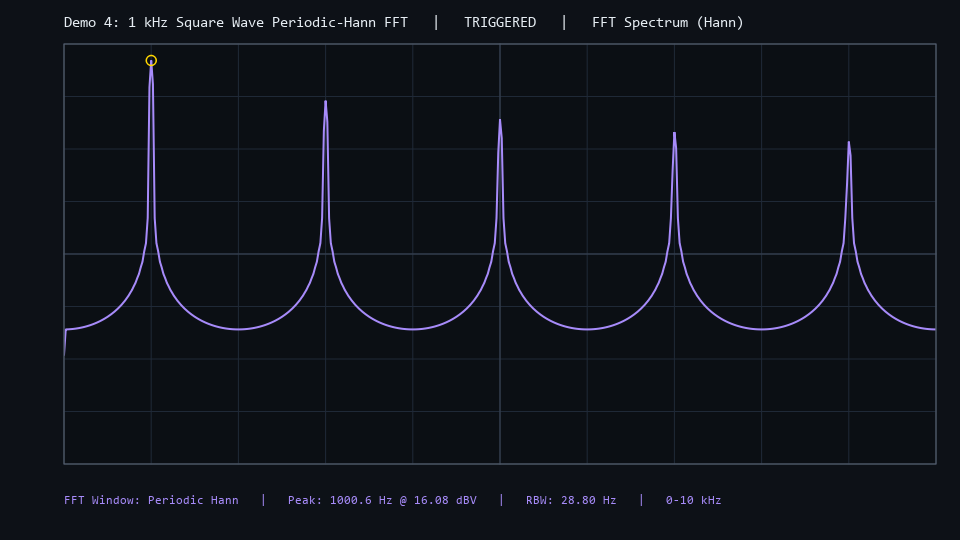 Demo 4: 1 kHz Square Wave Periodic-Hann FFT | TRIGGERED | FFT Spectrum (Hann)
FFT Window: Periodic Hann | Peak: 1000.6 Hz @ 16.08 dBV | RBW: 28.80 Hz | 0-10 kHz